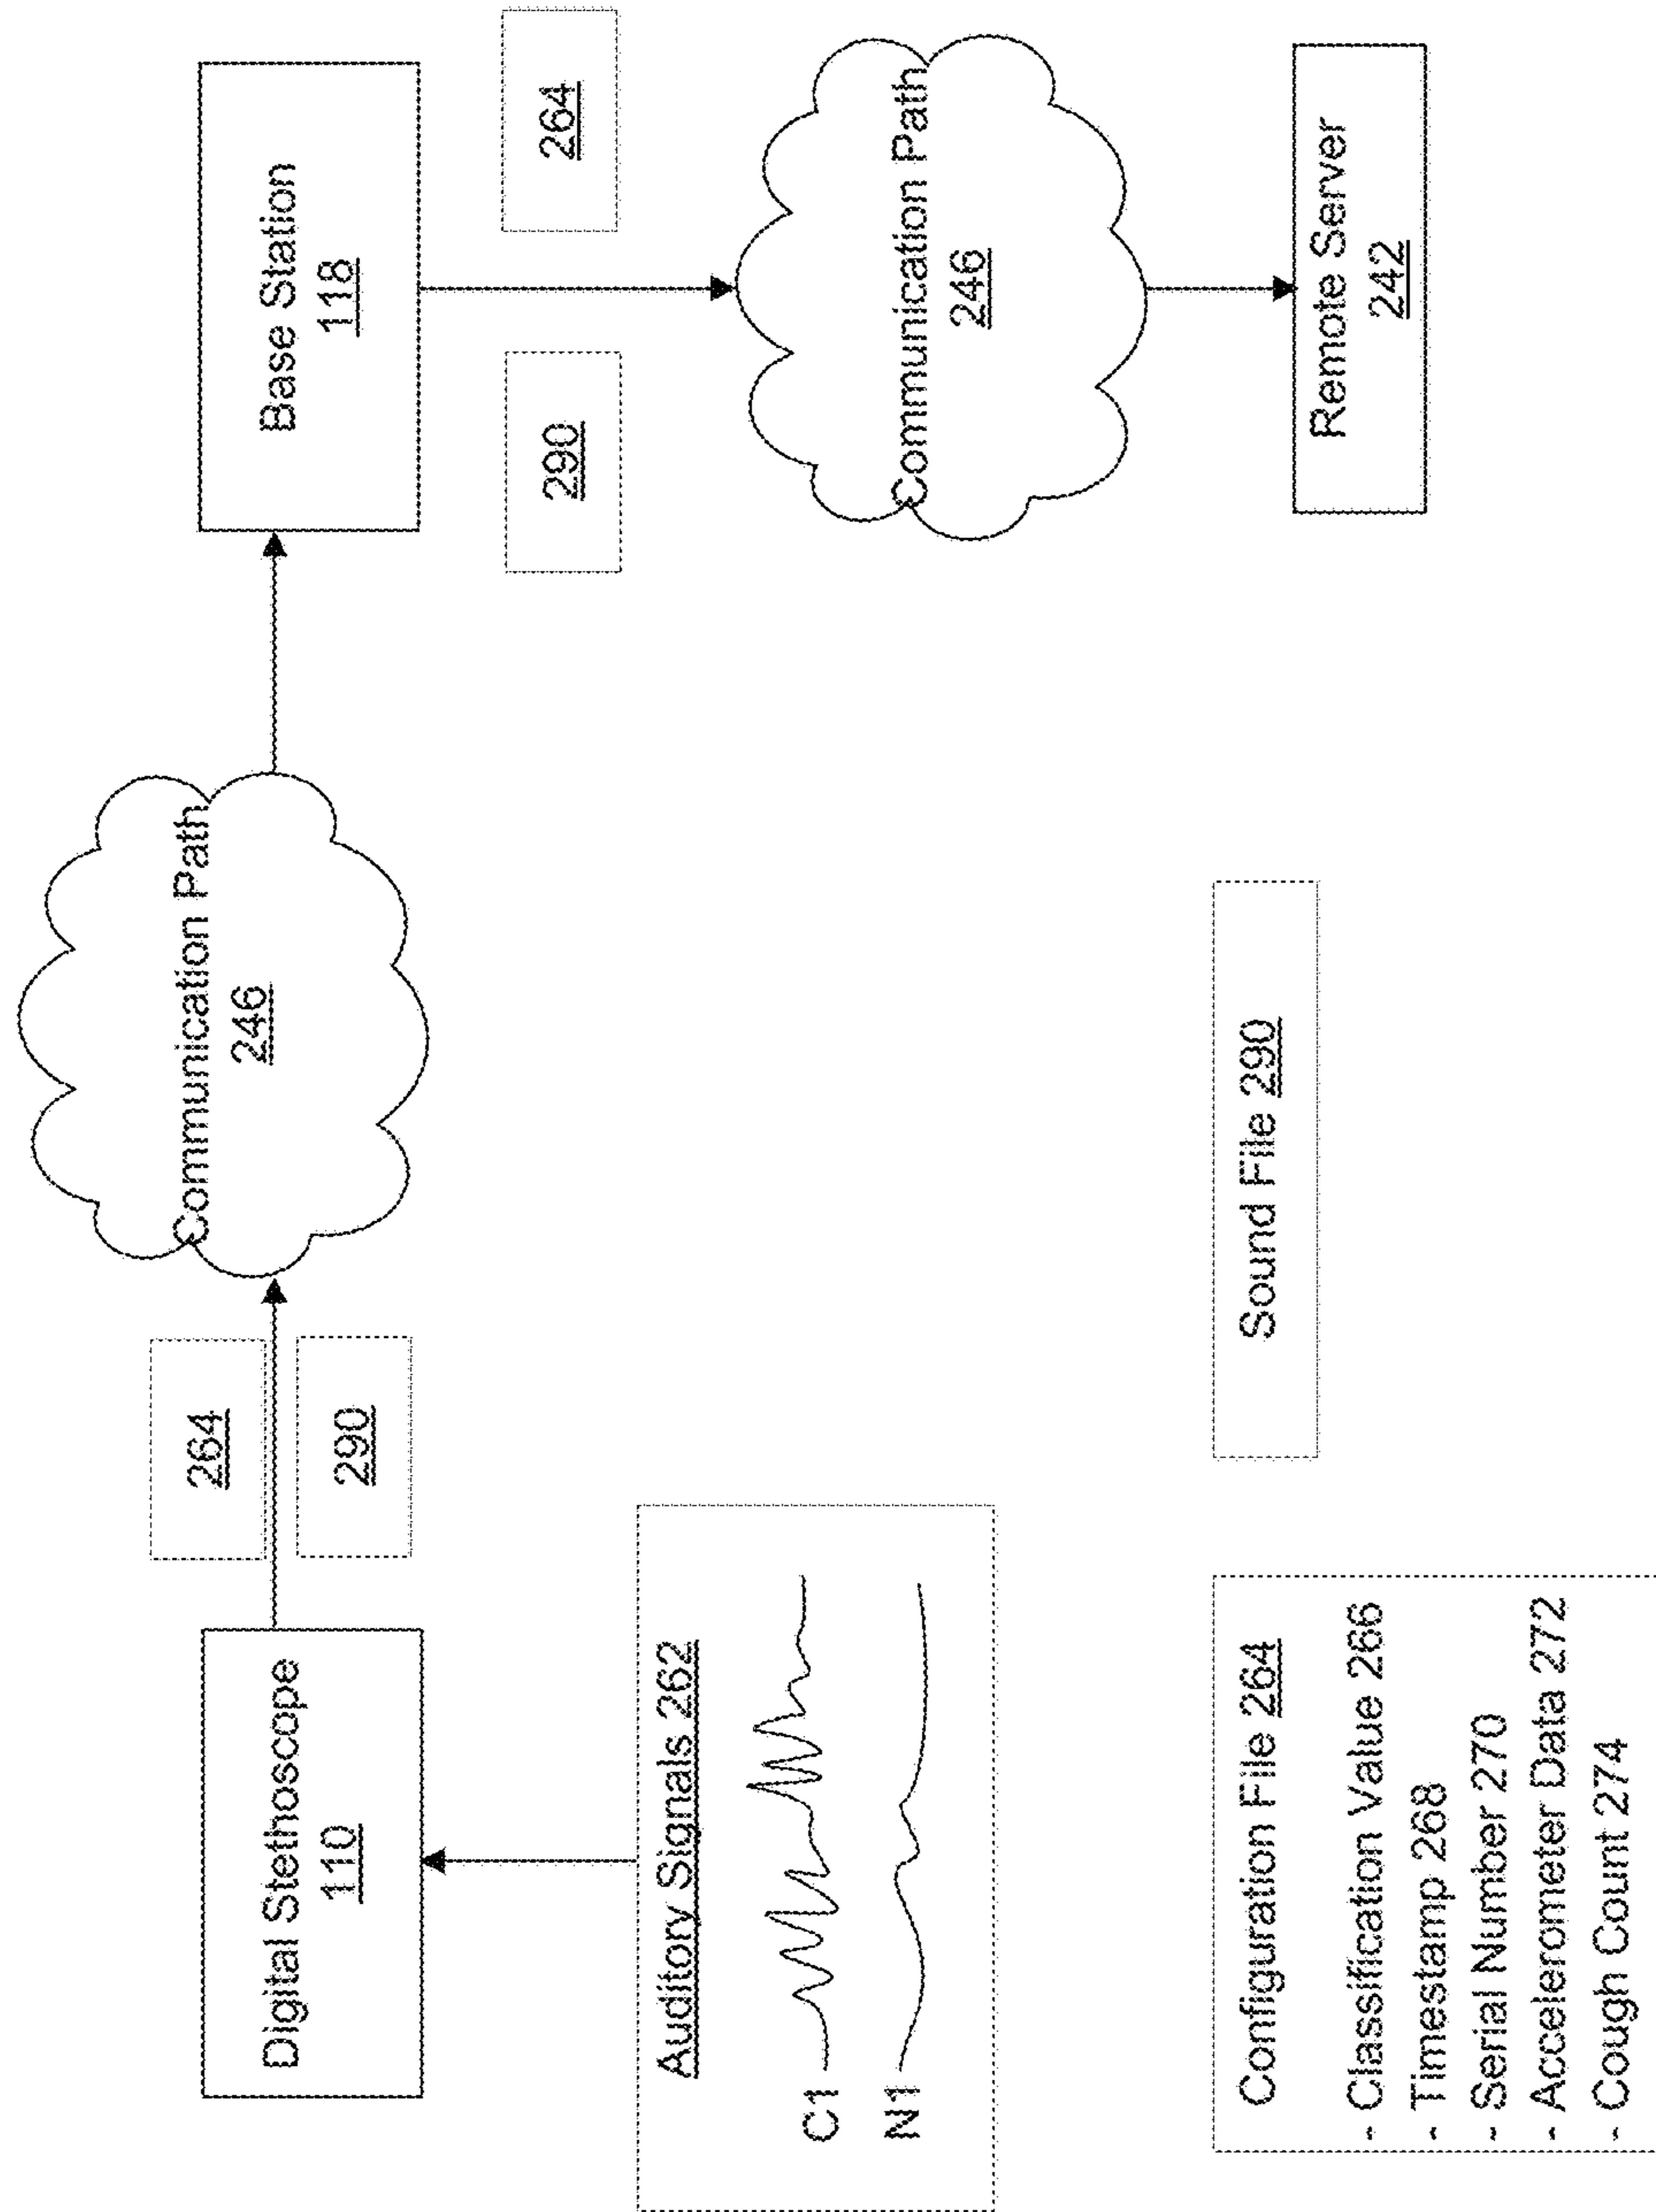 Digital Stethoscope
110
264
290
Communication Path
246
Base Station
118
Auditory Signals 262
C1
N1
290
264
Communication Path
246
Configuration File 264
- Classification Value 266
- Timestamp 268
- Serial Number 270
- Accelerometer Data 272
- Cough Count 274
Sound File 290
Remote Server
242